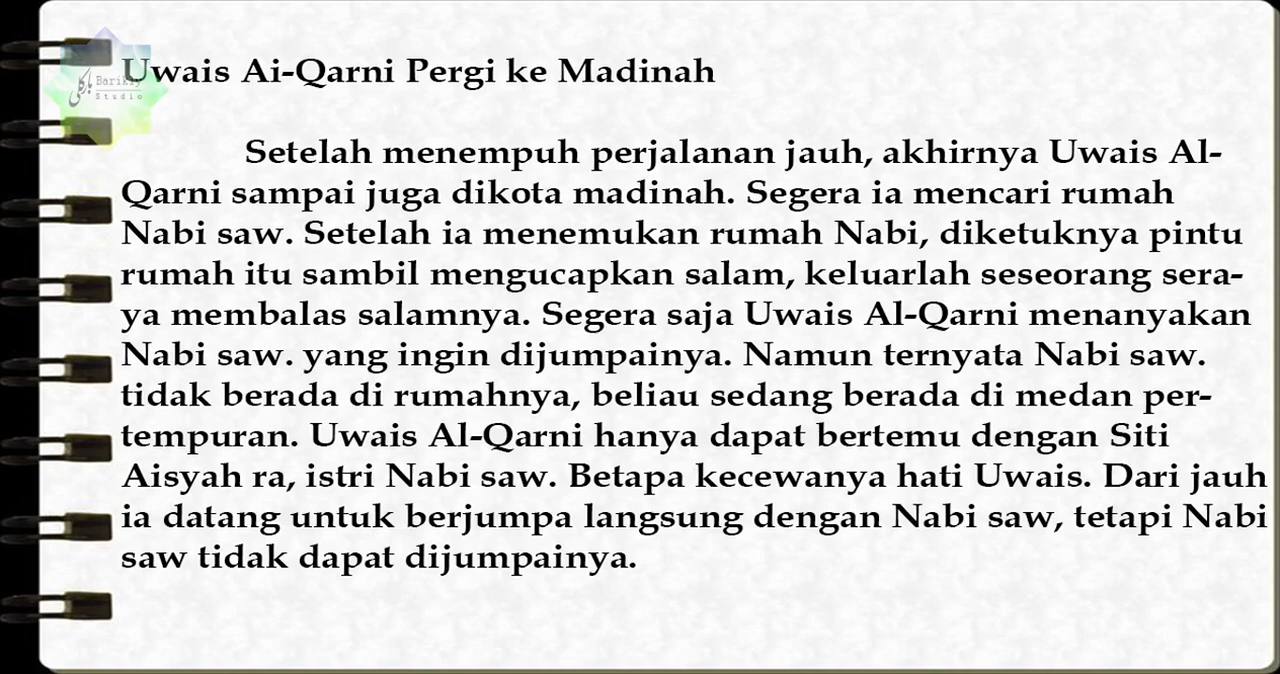 Uwais Ai-Qarni Pergi ke Madinah
Barikly
Studio
Setelah menempuh perjalanan jauh, akhirnya Uwais Al-
Qarni sampai juga dikota madinah. Segera ia mencari rumah
Nabi saw. Setelah ia menemukan rumah Nabi, diketuknya pintu
rumah itu sambil mengucapkan salam, keluarlah seseorang sera-
ya membalas salamnya. Segera saja Uwais Al-Qarni menanyakan
Nabi saw. yang ingin dijumpainya. Namun ternyata Nabi saw.
tidak berada di rumahnya, beliau sedang berada di medan per-
tempuran. Uwais Al-Qarni hanya dapat bertemu dengan Siti
Aisyah ra, istri Nabi saw. Betapa kecewanya hati Uwais. Dari jauh
ia datang untuk berjumpa langsung dengan Nabi saw, tetapi Nabi
saw tidak dapat dijumpainya.